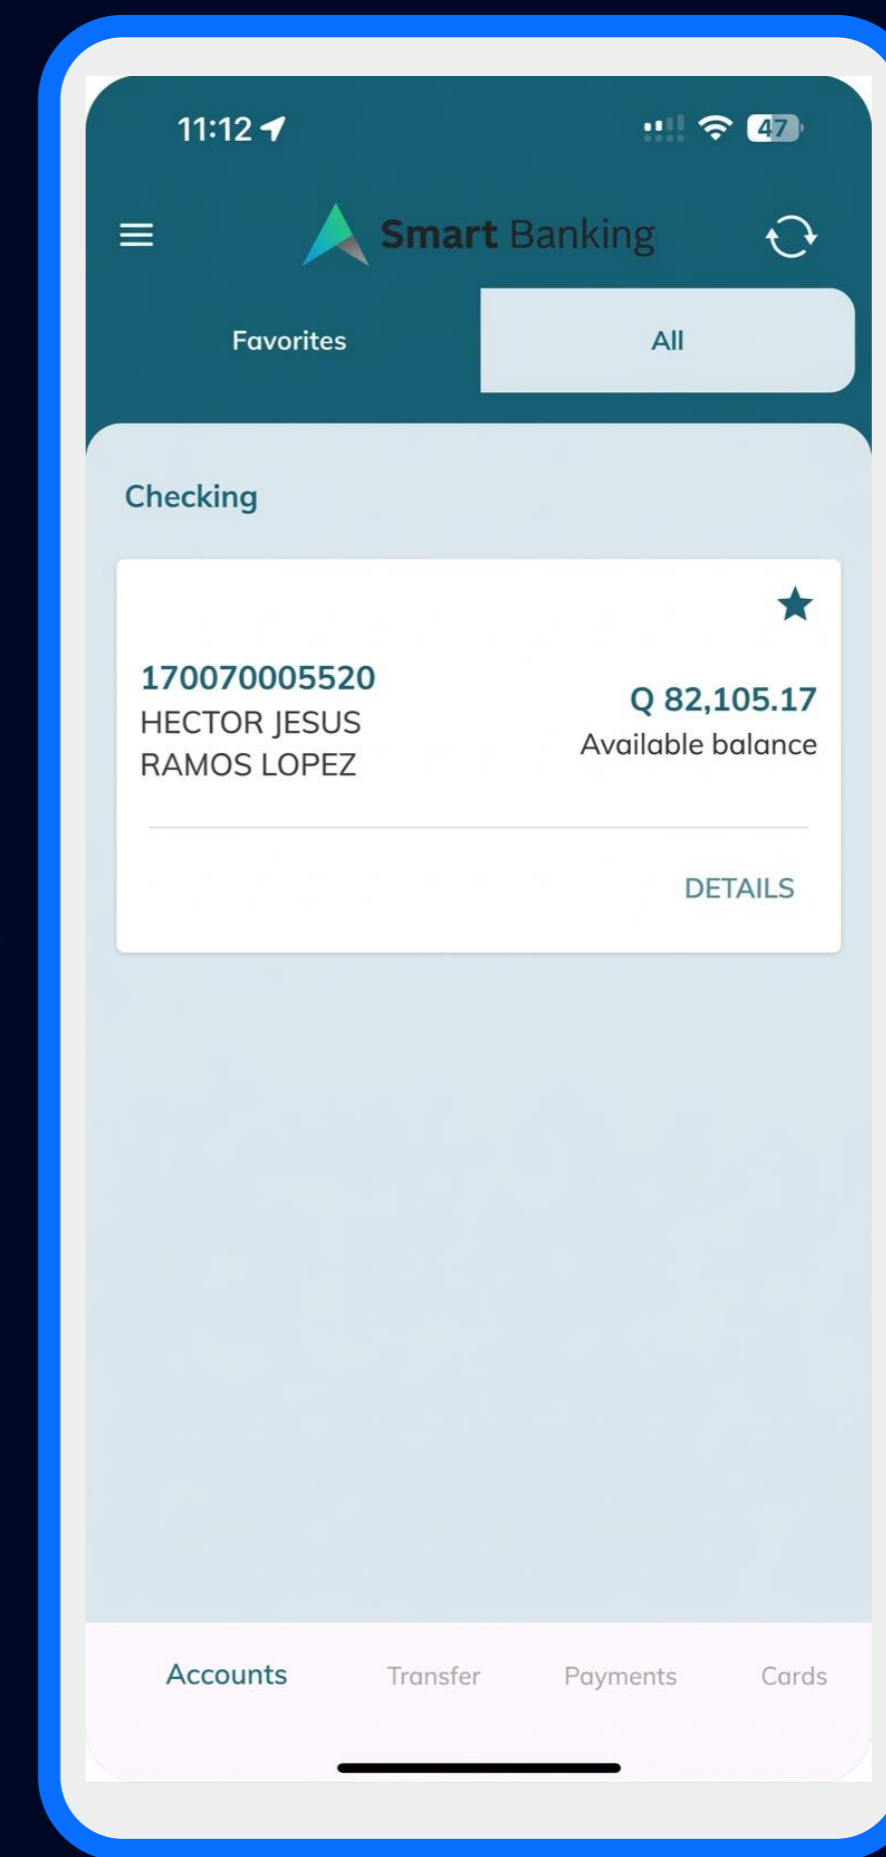 11:12
47
Smart Banking
Favorites
All
Checking
170070005520
HECTOR JESUS
RAMOS LOPEZ
Q 82,105.17
Available balance
DETAILS
Accounts
Transfer
Payments
Cards